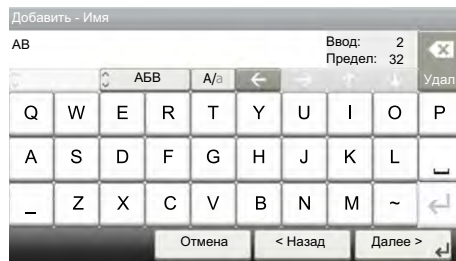 Добавить - Имя
AB
Ввод: 2
Предел: 32
Удал
АБВ A/a
Q W E R T Y U I O P
A S D F G H J K L
_ Z X C V B N M ~
Отмена < Назад Далее >